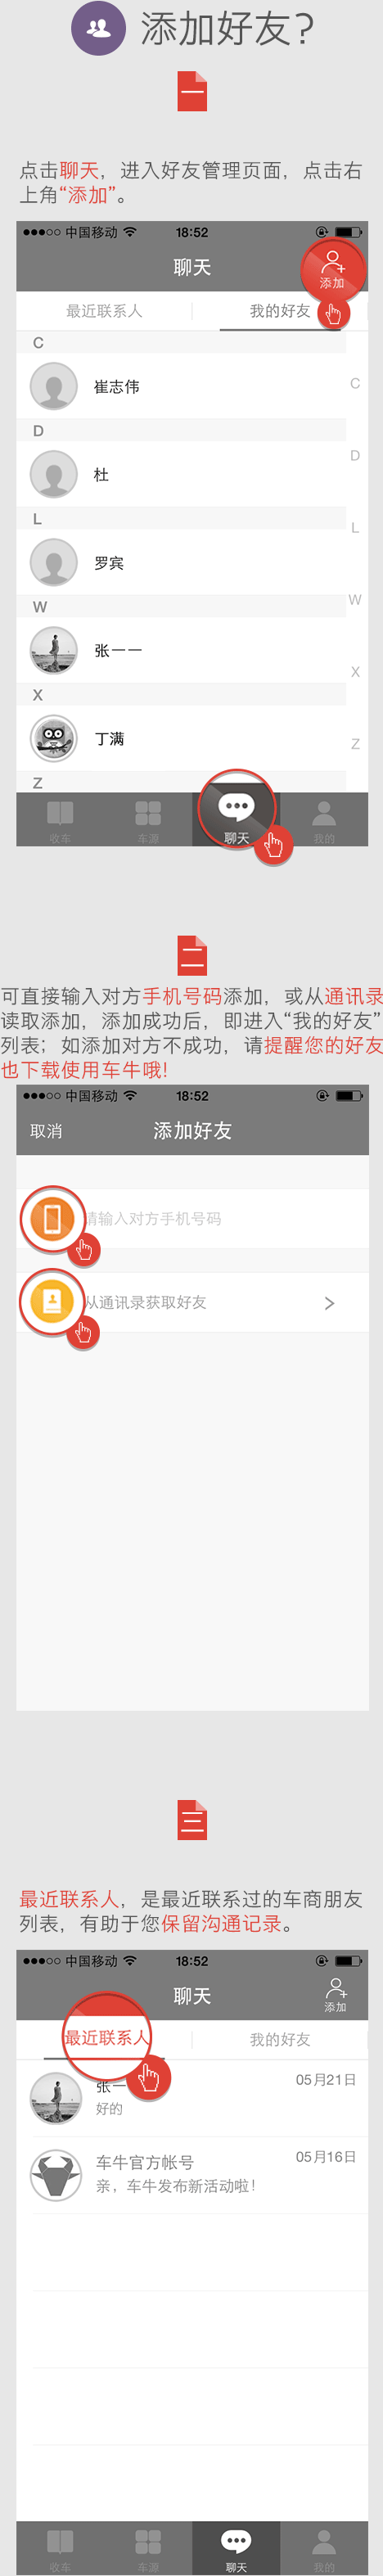 添加好友?
一
点击聊天，进入好友管理页面，点击右
上角“添加”。
中国移动 18:52
聊天
添加
最近联系人 我的好友
C
崔志伟
D
杜
L
罗宾
W
张一一
X
丁满
Z
C
D
L
W
X
Z
收车 车源 聊天 我的
二
可直接输入对方手机号码添加，或从通讯录
读取添加，添加成功后，即进入“我的好友”
列表；如添加对方不成功，请提醒您的好友
也下载使用车牛哦!
中国移动 18:52
取消 添加好友
请输入对方手机号码
从通讯录获取好友
三
最近联系人，是最近联系过的车商朋友
列表，有助于您保留沟通记录。
中国移动 18:52
聊天
添加
最近联系人 我的好友
张一 05月21日
好的
车牛官方帐号 05月16日
亲，车牛发布新活动啦！
收车 车源 聊天 我的